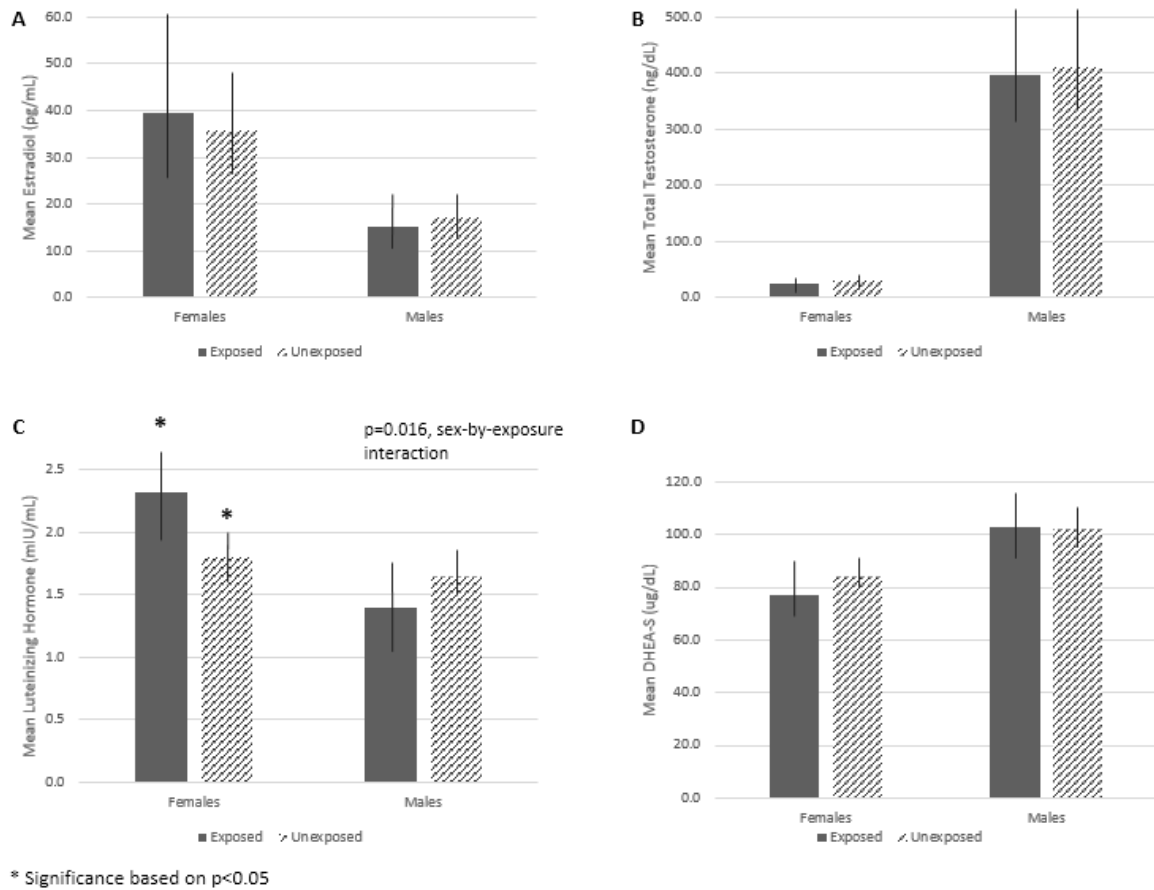 A
Mean Estradiol (pg/mL)
60.0
50.0
40.0
30.0
20.0
10.0
0.0
Females
Males
Exposed
Unexposed
B
Mean Total Testosterone (ng/dL)
500.0
400.0
300.0
200.0
100.0
0.0
Females
Males
Exposed
Unexposed
C
*
*
p=0.016, sex-by-exposure
interaction
Mean Luteinizing Hormone (mIU/mL)
2.5
2.0
1.5
1.0
0.5
0.0
Females
Males
Exposed
Unexposed
D
Mean DHEA-S (ug/dL)
120.0
100.0
80.0
60.0
40.0
20.0
0.0
Females
Males
Exposed
Unexposed
* Significance based on p<0.05